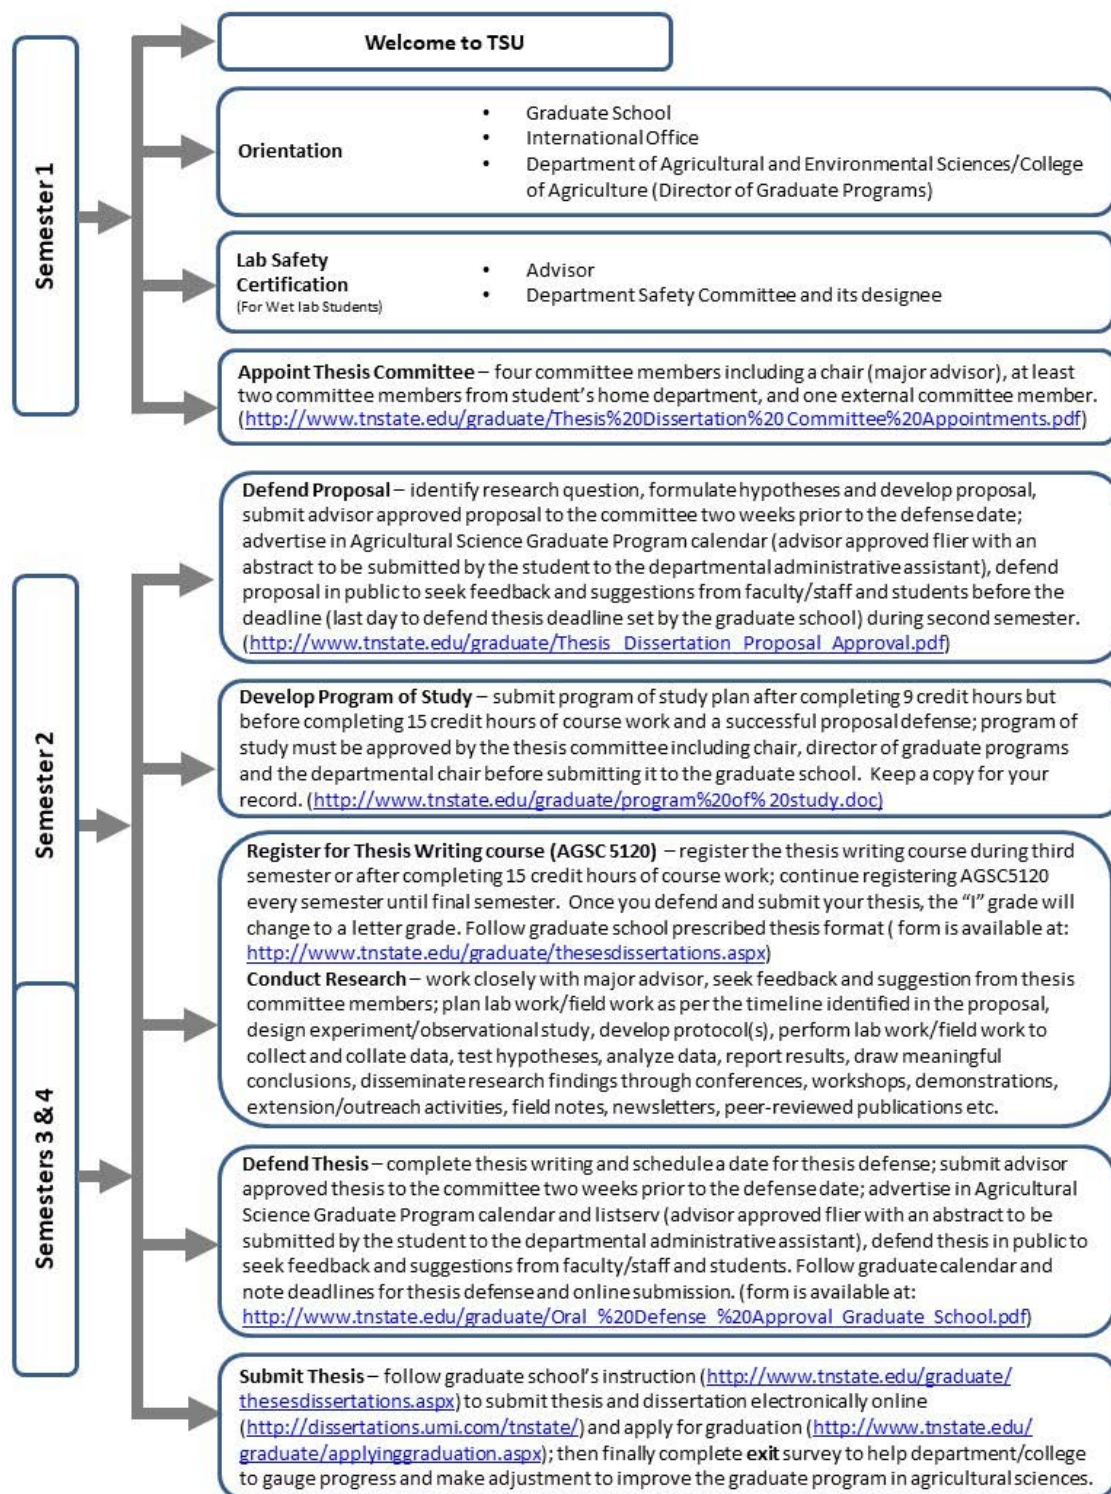 Semester 1
Welcome to TSU
Orientation
• Graduate School
• International Office
• Department of Agricultural and Environmental Sciences/College
of Agriculture (Director of Graduate Programs)
Lab Safety
Certification
(For Wet lab Students)
• Advisor
• Department Safety Committee and its designee
Appoint Thesis Committee – four committee members including a chair (major advisor), at least
two committee members from student's home department, and one external committee member.
(http://www.tnstate.edu/graduate/Thesis%20Dissertation%20 Committee%20Appointments.pdf)
Semester 2
Defend Proposal – identify research question, formulate hypotheses and develop proposal,
submit advisor approved proposal to the committee two weeks prior to the defense date;
advertise in Agricultural Science Graduate Program calendar (advisor approved flier with an
abstract to be submitted by the student to the departmental administrative assistant), defend
proposal in public to seek feedback and suggestions from faculty/staff and students before the
deadline (last day to defend thesis deadline set by the graduate school) during second semester.
(http://www.tnstate.edu/graduate/Thesis_Dissertation_Proposal_Approval.pdf)
Develop Program of Study – submit program of study plan after completing 9 credit hours but
before completing 15 credit hours of course work and a successful proposal defense; program of
study must be approved by the thesis committee including chair, director of graduate programs
and the departmental chair before submitting it to the graduate school. Keep a copy for your
record. (http://www.tnstate.edu/graduate/program%20of% 20study.doc)
Semesters 3 & 4
Register for Thesis Writing course (AGSC 5120) – register the thesis writing course during third
semester or after completing 15 credit hours of course work; continue registering AGSC5120
every semester until final semester. Once you defend and submit your thesis, the "I" grade will
change to a letter grade. Follow graduate school prescribed thesis format ( form is available at:
http://www.tnstate.edu/graduate/thesesdissertations.aspx)
Conduct Research – work closely with major advisor, seek feedback and suggestion from thesis
committee members; plan lab work/field work as per the timeline identified in the proposal,
design experiment/observational study, develop protocol(s), perform lab work/field work to
collect and collate data, test hypotheses, analyze data, report results, draw meaningful
conclusions, disseminate research findings through conferences, workshops, demonstrations,
extension/outreach activities, field notes, newsletters, peer-reviewed publications etc.
Defend Thesis – complete thesis writing and schedule a date for thesis defense; submit advisor
approved thesis to the committee two weeks prior to the defense date; advertise in Agricultural
Science Graduate Program calendar and listserv (advisor approved flier with an abstract to be
submitted by the student to the departmental administrative assistant), defend thesis in public to
seek feedback and suggestions from faculty/staff and students. Follow graduate calendar and
note deadlines for thesis defense and online submission. (form is available at:
http://www.tnstate.edu/graduate/Oral_%20Defense_%20Approval_Graduate_School.pdf)
Submit Thesis – follow graduate school's instruction (http://www.tnstate.edu/graduate/
thesesdissertations.aspx) to submit thesis and dissertation electronically online
(http://dissertations.umi.com/tnstate/) and apply for graduation (http://www.tnstate.edu/
graduate/applyinggraduation.aspx); then finally complete exit survey to help department/college
to gauge progress and make adjustment to improve the graduate program in agricultural sciences.